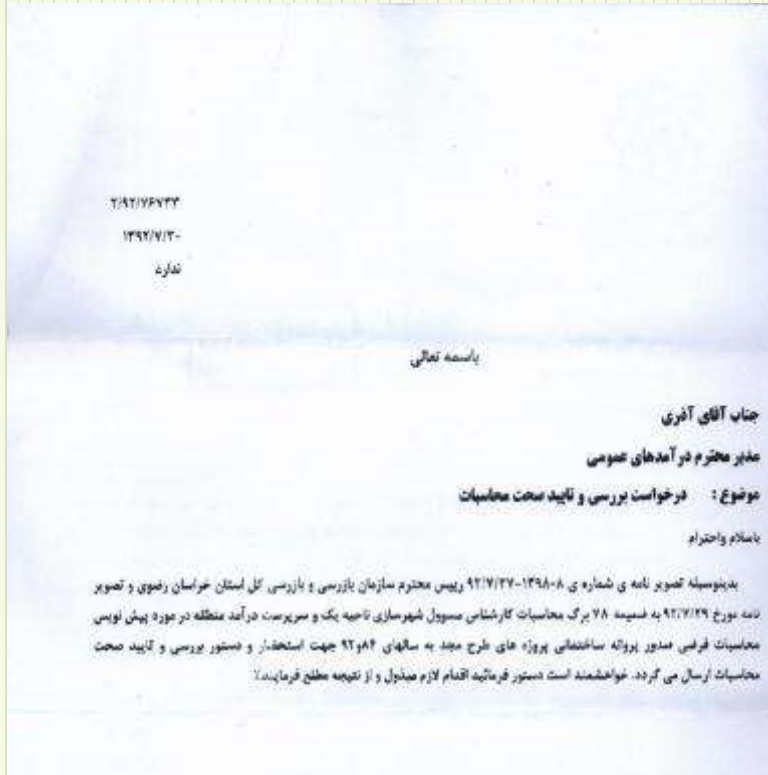 ۲/۹۲/۷۶۷۳۳
۱۳۹۲/۷/۳۰
ندارد
باسمه تعالی
جناب آقای آذری
مدیر محترم درآمدهای عمومی
موضوع : درخواست بررسی و تایید صحت محاسبات
باسلام واحترام
بدینوسیله تصویر نامه ی شماره ی ۱۳۹۸۰۸-۹۲/۷/۲۷ رییس محترم سازمان بازرسی و بازرسی کل استان خراسان رضوی و تصویر
نامه مورخ ۹۲/۷/۲۹ به ضمیمه ۷۸ برگ محاسبات کارشناس مسوول شهرسازی ناحیه یک و سرپرست درآمد منطقه در مورد پیش نویس
محاسبات فرضی صدور پروانه ساختمانی پروژه های طرح مجد به سالهای ۸۴و۹۲ جهت استحضار و دستور بررسی و تایید صحت
محاسبات ارسال می گردد. خواهشمند است دستور فرمائید اقدام لازم مبذول و از نتیجه مطلع فرمایند.٪